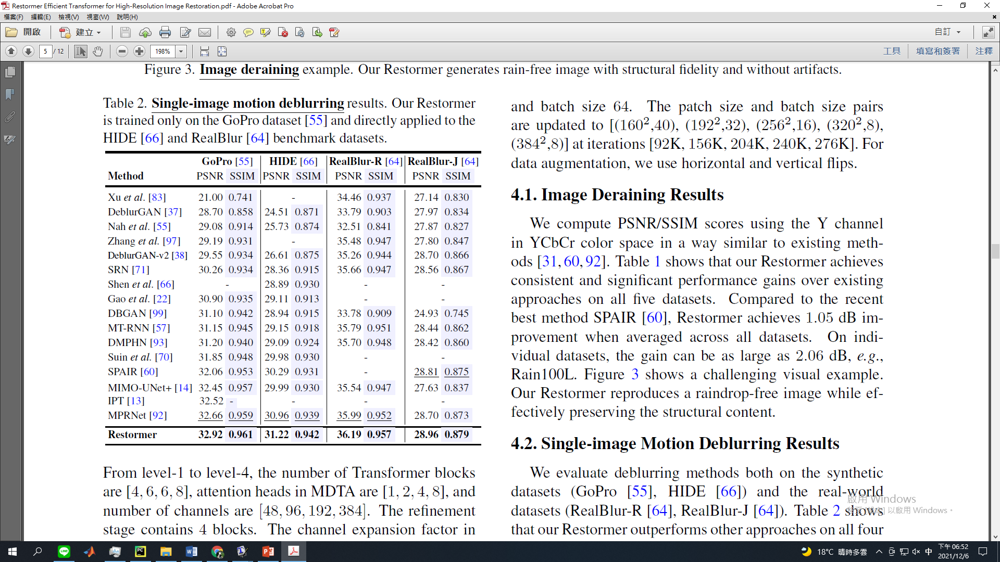 Restormer Efficient Transformer for High-Resolution Image Restoration.pdf - Adobe Acrobat Pro
檔案(F) 編輯(E) 檢視(V) 視窗(W) 說明(H)
開啟 建立 自訂
5 / 12 198% 工具 填寫和簽署 注釋
Figure 3. Image deraining example. Our Restormer generates rain-free image with structural fidelity and without artifacts.
Table 2. Single-image motion deblurring results. Our Restormer
is trained only on the GoPro dataset [55] and directly applied to the
HIDE [66] and RealBlur [64] benchmark datasets.
GoPro [55] HIDE [66] RealBlur-R [64] RealBlur-J [64]
Method PSNR SSIM PSNR SSIM PSNR SSIM PSNR SSIM
Xu et al. [83] 21.00 0.741 - 34.46 0.937 27.14 0.830
DeblurGAN [37] 28.70 0.858 24.51 0.871 33.79 0.903 27.97 0.834
Nah et al. [55] 29.08 0.914 25.73 0.874 32.51 0.841 27.87 0.827
Zhang et al. [97] 29.19 0.931 - 35.48 0.947 27.80 0.847
DeblurGAN-v2 [38] 29.55 0.934 26.61 0.875 35.26 0.944 28.70 0.866
SRN [71] 30.26 0.934 28.36 0.915 35.66 0.947 28.56 0.867
Shen et al. [66] - 28.89 0.930 - -
Gao et al. [22] 30.90 0.935 29.11 0.913 - -
DBGAN [99] 31.10 0.942 28.94 0.915 33.78 0.909 24.93 0.745
MT-RNN [57] 31.15 0.945 29.15 0.918 35.79 0.951 28.44 0.862
DMPHN [93] 31.20 0.940 29.09 0.924 35.70 0.948 28.42 0.860
Suin et al. [70] 31.85 0.948 29.98 0.930 - -
SPAIR [60] 32.06 0.953 30.29 0.931 - 28.81 0.875
MIMO-UNet+ [14] 32.45 0.957 29.99 0.930 35.54 0.947 27.63 0.837
IPT [13] 32.52 - - - -
MPRNet [92] 32.66 0.959 30.96 0.939 35.99 0.952 28.70 0.873
Restormer 32.92 0.961 31.22 0.942 36.19 0.957 28.96 0.879
From level-1 to level-4, the number of Transformer blocks
are [4, 6, 6, 8], attention heads in MDTA are [1, 2, 4, 8], and
number of channels are [48, 96, 192, 384]. The refinement
stage contains 4 blocks. The channel expansion factor in
and batch size 64. The patch size and batch size pairs
are updated to [(160²,40), (192²,32), (256²,16), (320²,8),
(384²,8)] at iterations [92K, 156K, 204K, 240K, 276K]. For
data augmentation, we use horizontal and vertical flips.
4.1. Image Deraining Results
We compute PSNR/SSIM scores using the Y channel
in YCbCr color space in a way similar to existing meth-
ods [31, 60, 92]. Table 1 shows that our Restormer achieves
consistent and significant performance gains over existing
approaches on all five datasets. Compared to the recent
best method SPAIR [60], Restormer achieves 1.05 dB im-
provement when averaged across all datasets. On indi-
vidual datasets, the gain can be as large as 2.06 dB, e.g.,
Rain100L. Figure 3 shows a challenging visual example.
Our Restormer reproduces a raindrop-free image while ef-
fectively preserving the structural content.
4.2. Single-image Motion Deblurring Results
We evaluate deblurring methods both on the synthetic
datasets (GoPro [55], HIDE [66]) and the real-world
datasets (RealBlur-R [64], RealBlur-J [64]). Table 2 shows
that our Restormer outperforms other approaches on all four
啟用 Windows
移至 [設定] 以啟用 Windows。
LINE PC
18°C 晴時多雲 中 下午 06:52
2021/12/6